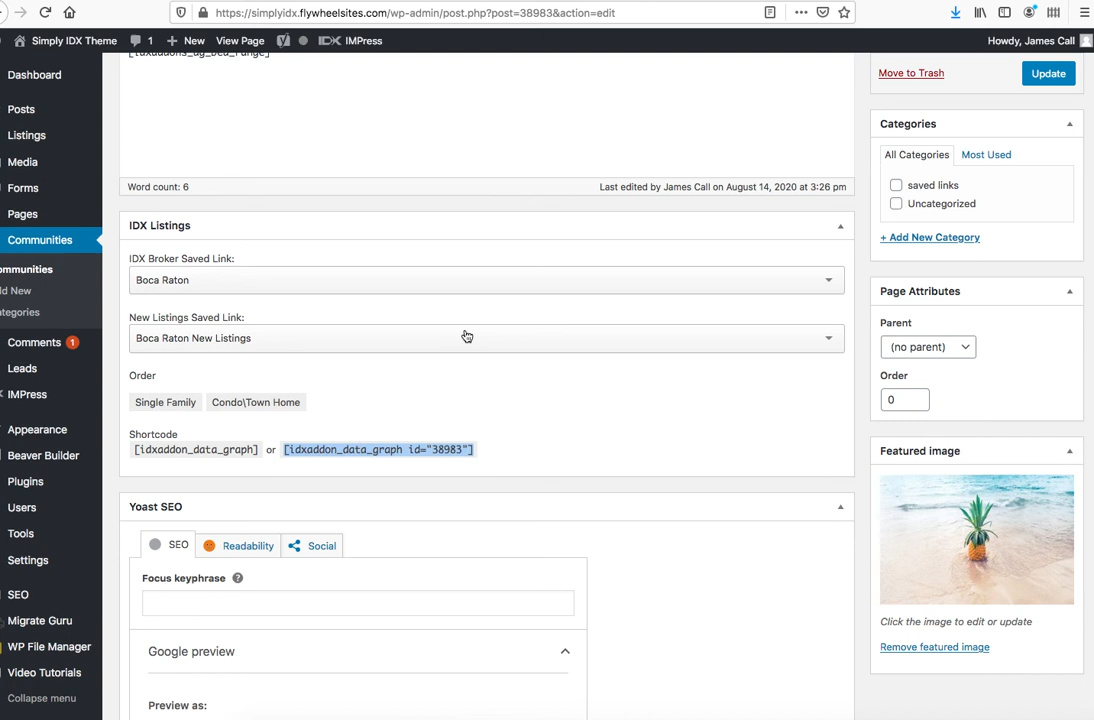 https://simplyidx.flywheelsites.com/wp-admin/post.php?post=38983&action=edit
Simply IDX Theme 1 New View Page IMPress Howdy, James Call
Dashboard
Posts
Listings
Media
Forms
Pages
Communities
ommunities
ld New
ategories
Comments 1
Leads
IMPress
Appearance
Beaver Builder
Plugins
Users
Tools
Settings
SEO
Migrate Guru
WP File Manager
Video Tutorials
Collapse menu
Word count: 6 Last edited by James Call on August 14, 2020 at 3:26 pm
IDX Listings
IDX Broker Saved Link:
Boca Raton
New Listings Saved Link:
Boca Raton New Listings
Order
Single Family Condo\Town Home
Shortcode
[idxaddon_data_graph] or [idxaddon_data_graph id="38983"]
Yoast SEO
SEO Readability Social
Focus keyphrase ?
Google preview
Preview as:
Move to Trash Update
Categories
All Categories Most Used
saved links
Uncategorized
+ Add New Category
Page Attributes
Parent
(no parent)
Order
0
Featured image
Click the image to edit or update
Remove featured image